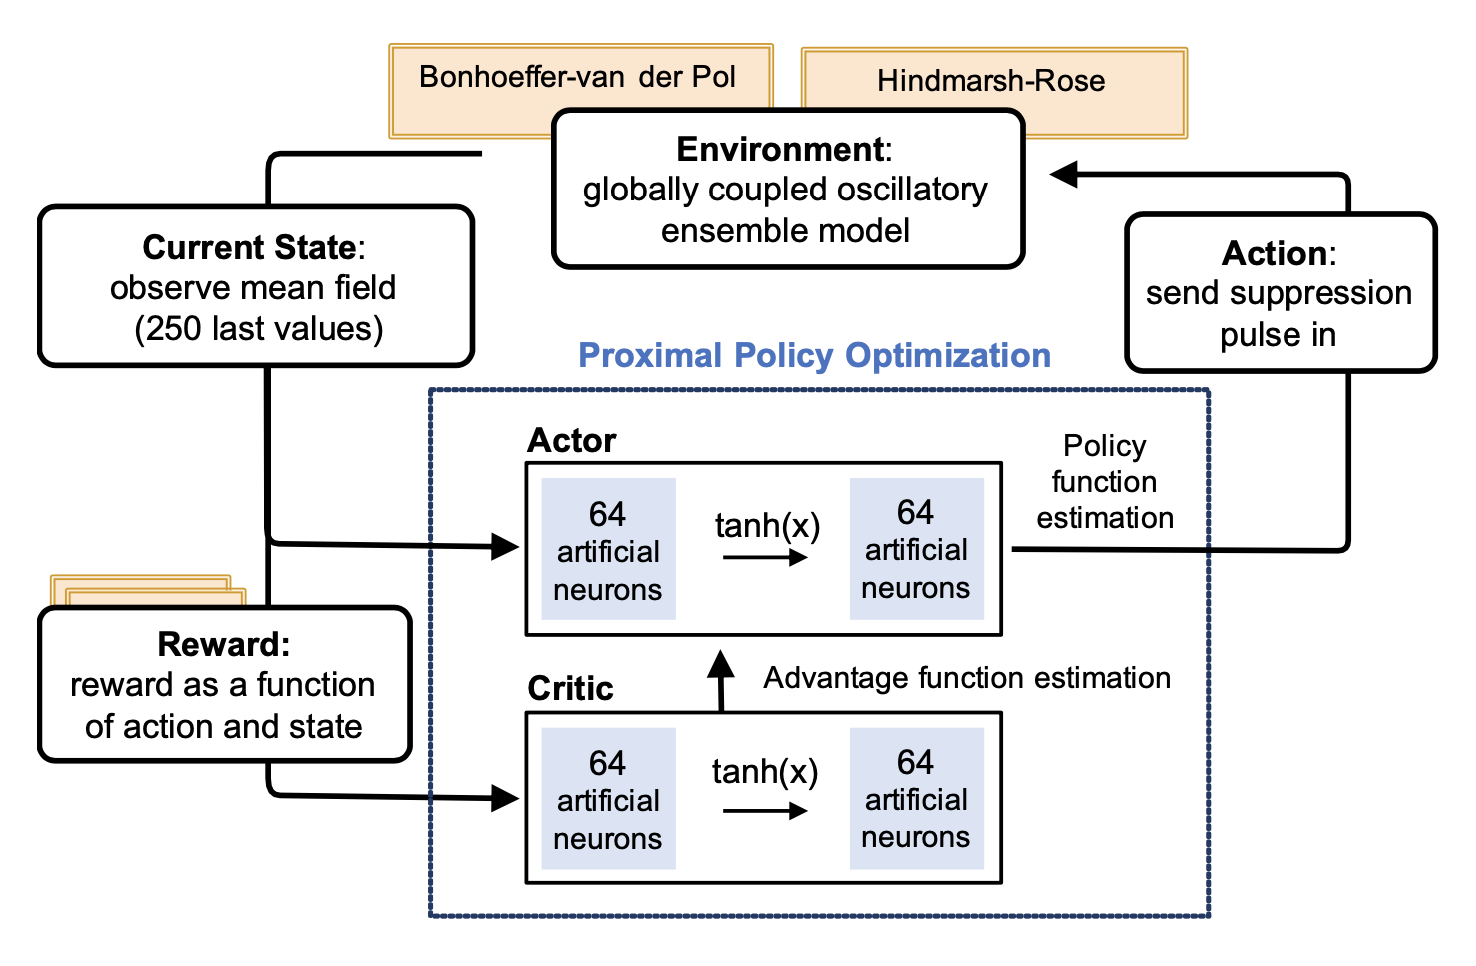 Bonhoeffer-van der Pol
Hindmarsh-Rose
Environment:
globally coupled oscillatory
ensemble model
Current State:
observe mean field
(250 last values)
Action:
send suppression
pulse in
Proximal Policy Optimization
Actor
64
artificial
neurons
tanh(x)
64
artificial
neurons
Policy
function
estimation
Reward:
reward as a function
of action and state
Advantage function estimation
Critic
64
artificial
neurons
tanh(x)
64
artificial
neurons